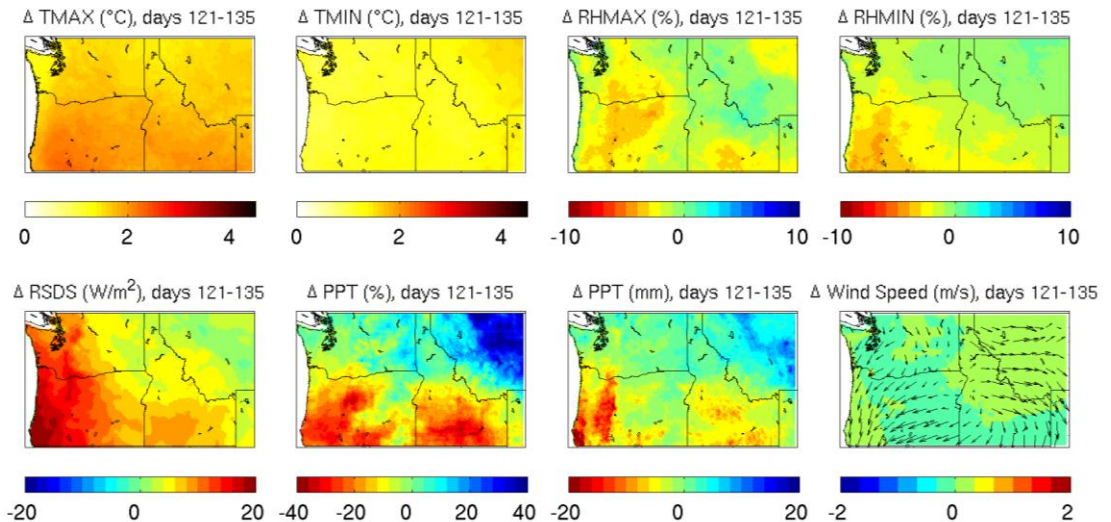 Δ TMAX (°C), days 121-135
Δ TMIN (°C), days 121-135
Δ RHMAX (%), days 121-135
Δ RHMIN (%), days 121-135
0 2 4
0 2 4
-10 0 10
-10 0 10
Δ RSDS (W/m²), days 121-135
Δ PPT (%), days 121-135
Δ PPT (mm), days 121-135
Δ Wind Speed (m/s), days 121-135
-20 -10 0 10 20
-40 -20 0 20 40
-20 0 20
-2 0 2